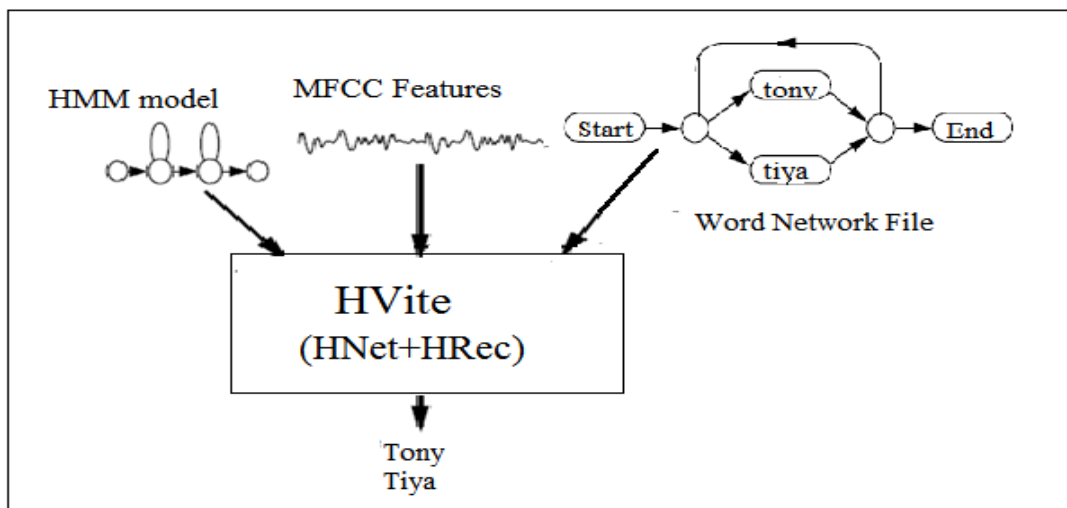 HMM model
MFCC Features
Start
tony
tiya
End
Word Network File
HVite
(HNet+HRec)
Tony
Tiya